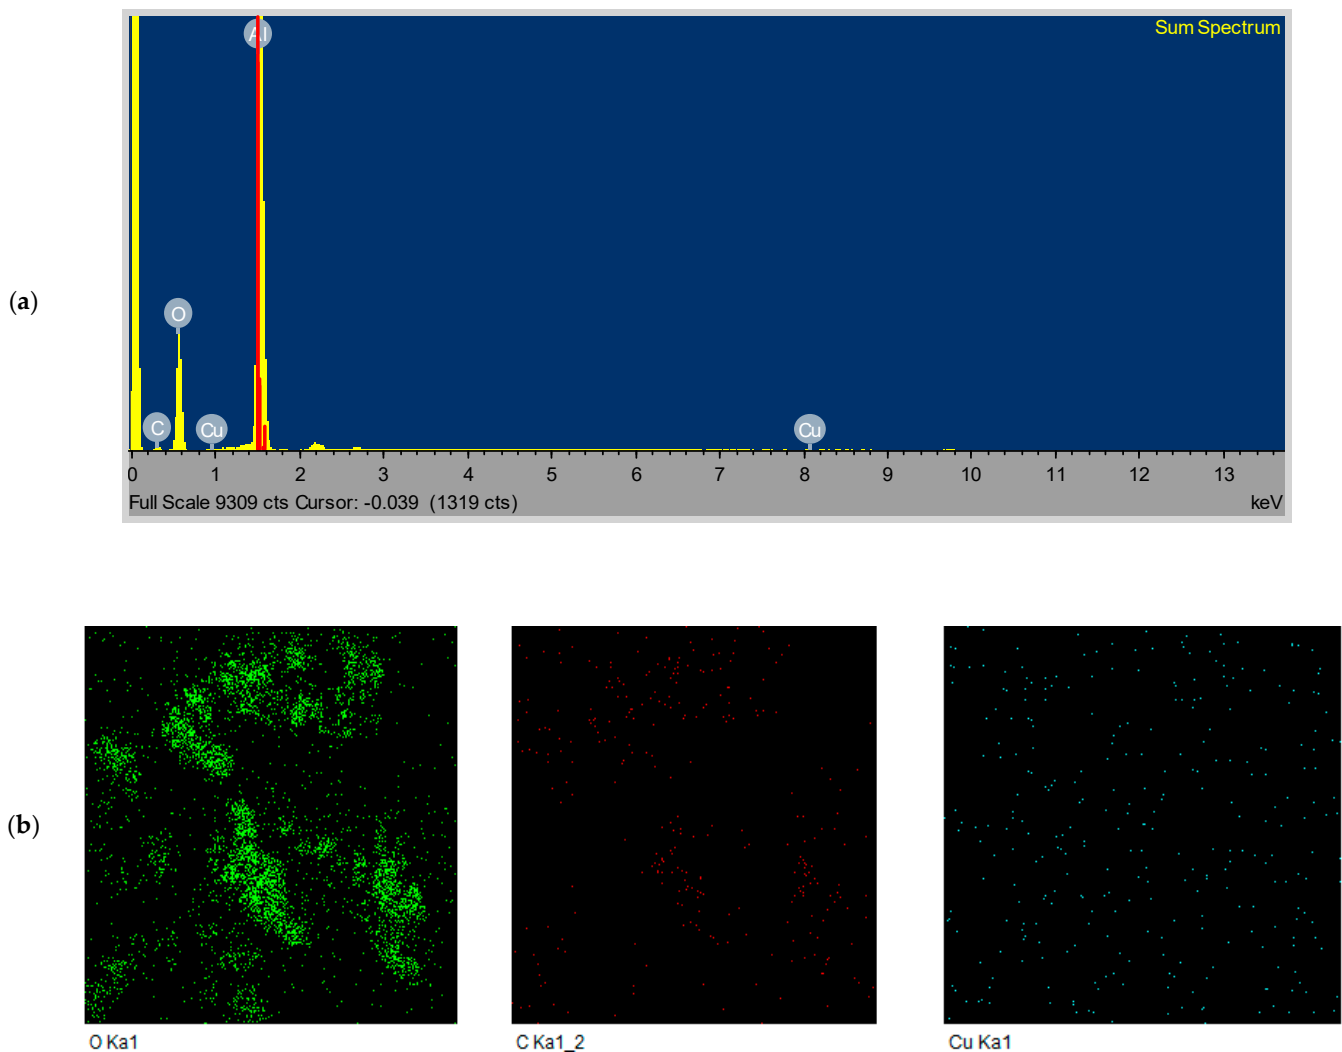 Sum Spectrum
Al
(a)
O
C
Cu
Cu
0 1 2 3 4 5 6 7 8 9 10 11 12 13
Full Scale 9309 cts Cursor: -0.039 (1319 cts) keV
(b)
O Ka1 C Ka1_2 Cu Ka1